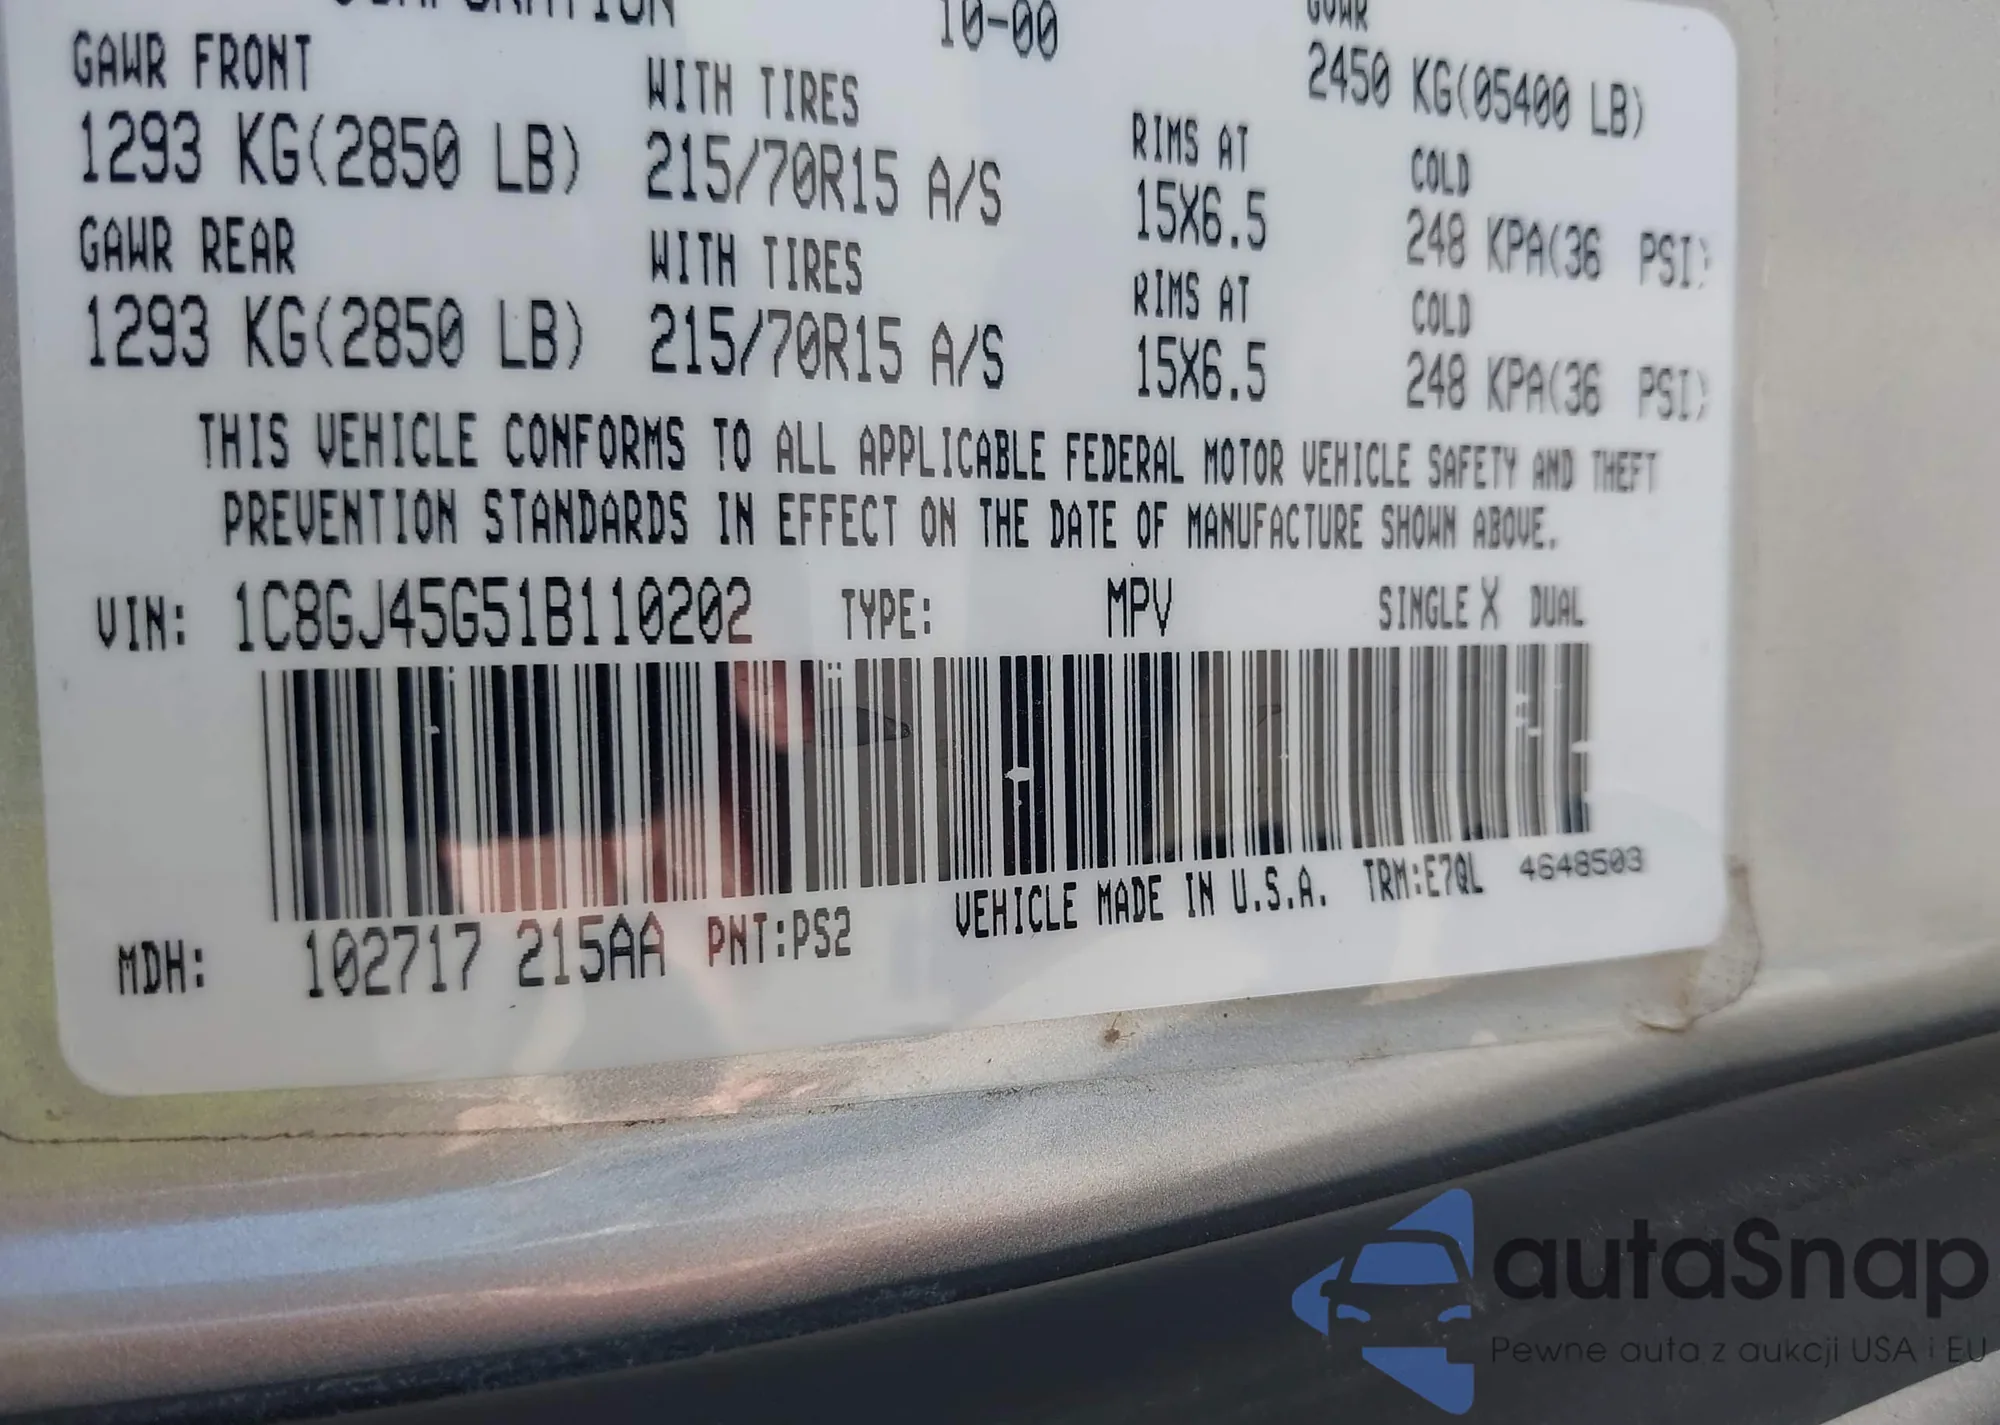 CORPORATION 10-00 GVWR
GAWR FRONT WITH TIRES RIMS AT COLD 2450 KG(05400 LB)
1293 KG(2850 LB) 215/70R15 A/S 15X6.5 248 KPA(36 PSI)
GAWR REAR WITH TIRES RIMS AT COLD
1293 KG(2850 LB) 215/70R15 A/S 15X6.5 248 KPA(36 PSI)
THIS VEHICLE CONFORMS TO ALL APPLICABLE FEDERAL MOTOR VEHICLE SAFETY AND THEFT
PREVENTION STANDARDS IN EFFECT ON THE DATE OF MANUFACTURE SHOWN ABOVE.
VIN: 1C8GJ45G51B110202 TYPE: MPV SINGLE X DUAL
MDH: 102717 215AA PNT:PS2 VEHICLE MADE IN U.S.A. TRM:E7QL 4648503
autaSnap
Pewne auta z aukcji USA i EU